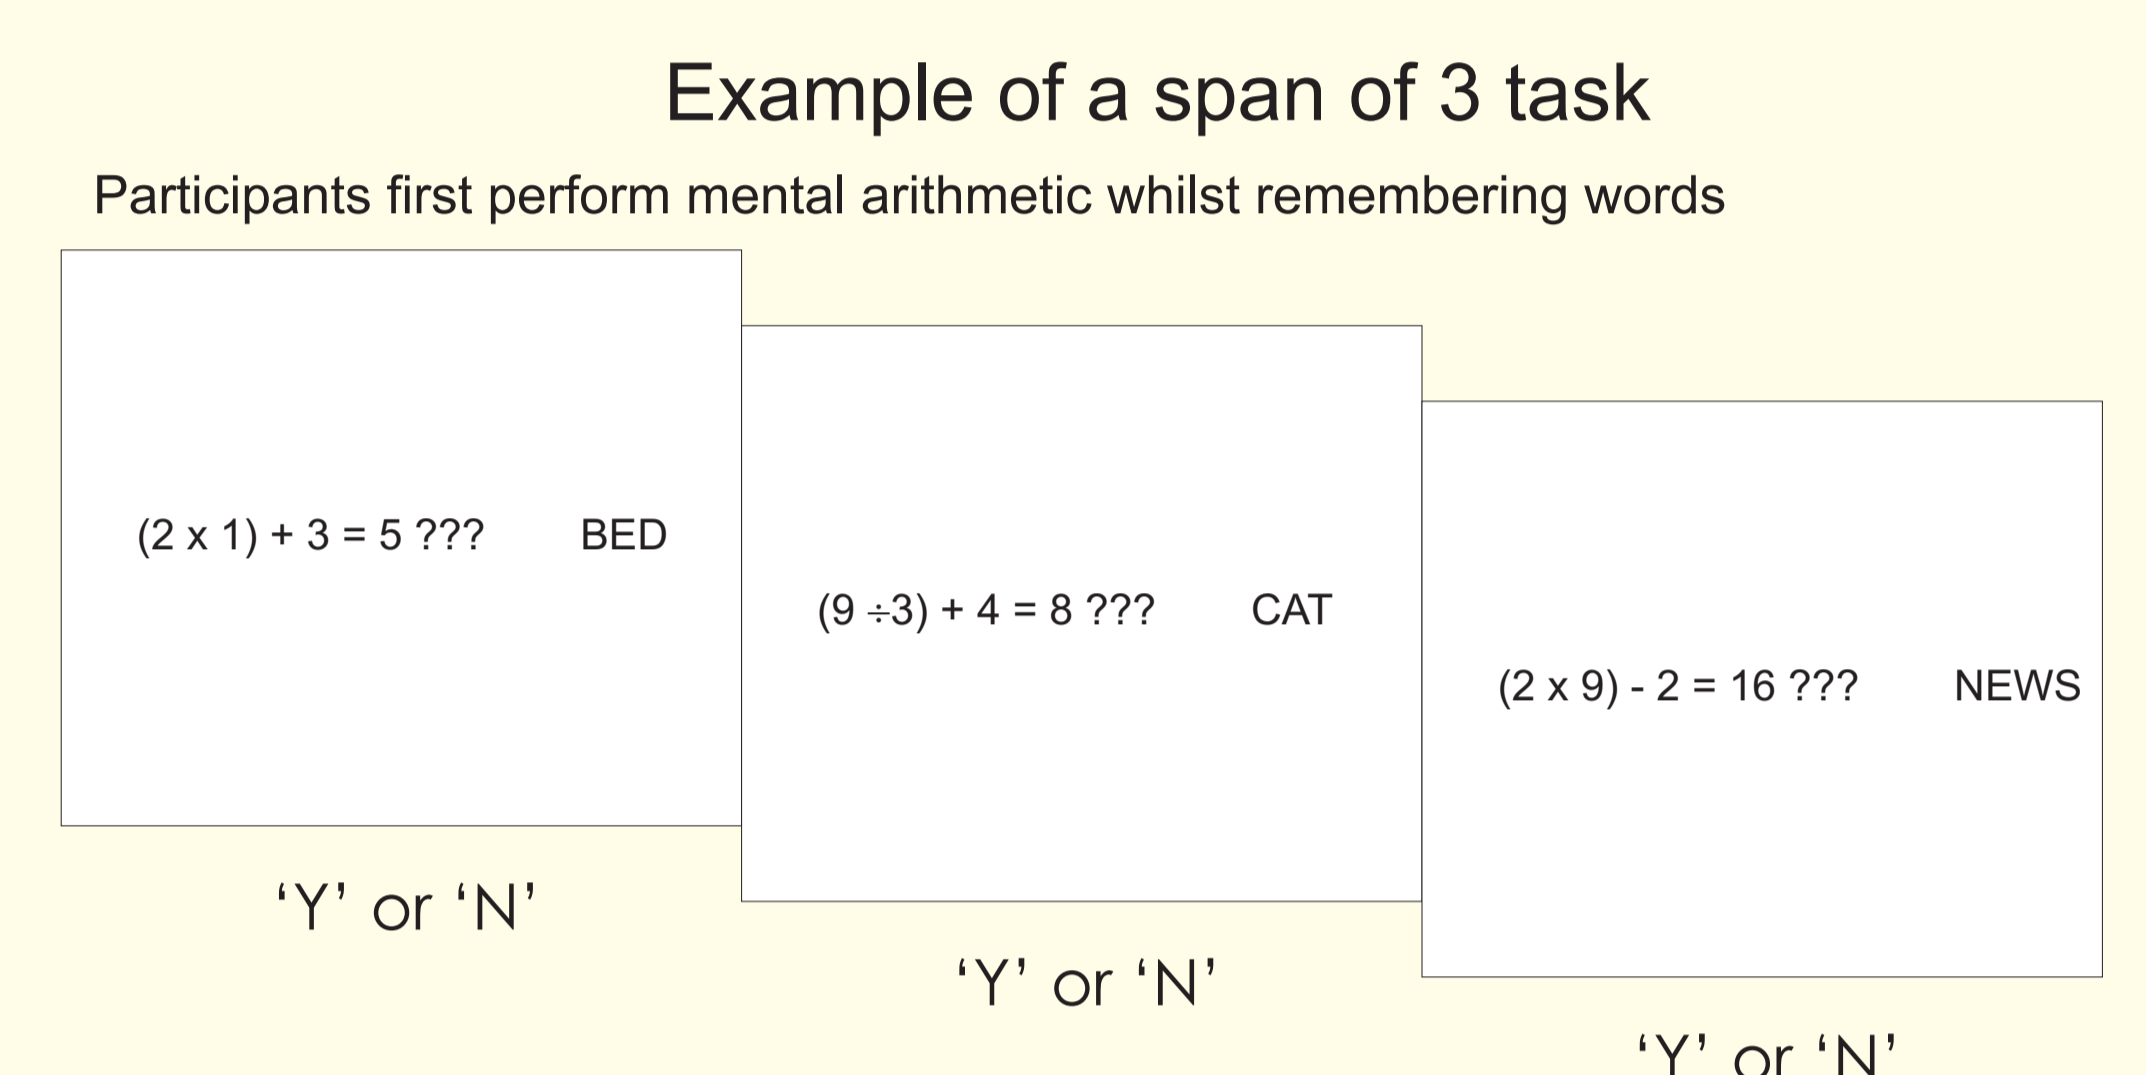 Example of a span of 3 task
Participants first perform mental arithmetic whilst remembering words
(2 x 1) + 3 = 5 ??? BED
(9 ÷3) + 4 = 8 ??? CAT
(2 x 9) - 2 = 16 ??? NEWS
‘Y’ or ‘N’
‘Y’ or ‘N’
‘Y’ or ‘N’